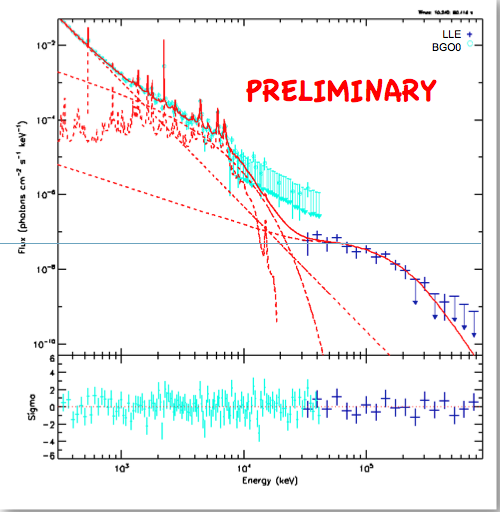 LLE
BGO0
PRELIMINARY
10⁻²
10⁻⁴
10⁻⁶
10⁻⁸
10⁻¹⁰
Flux (photons cm⁻² s⁻¹ keV⁻¹)
6
4
2
0
-2
-4
-6
Sigma
10³
10⁴
10⁵
Energy (keV)